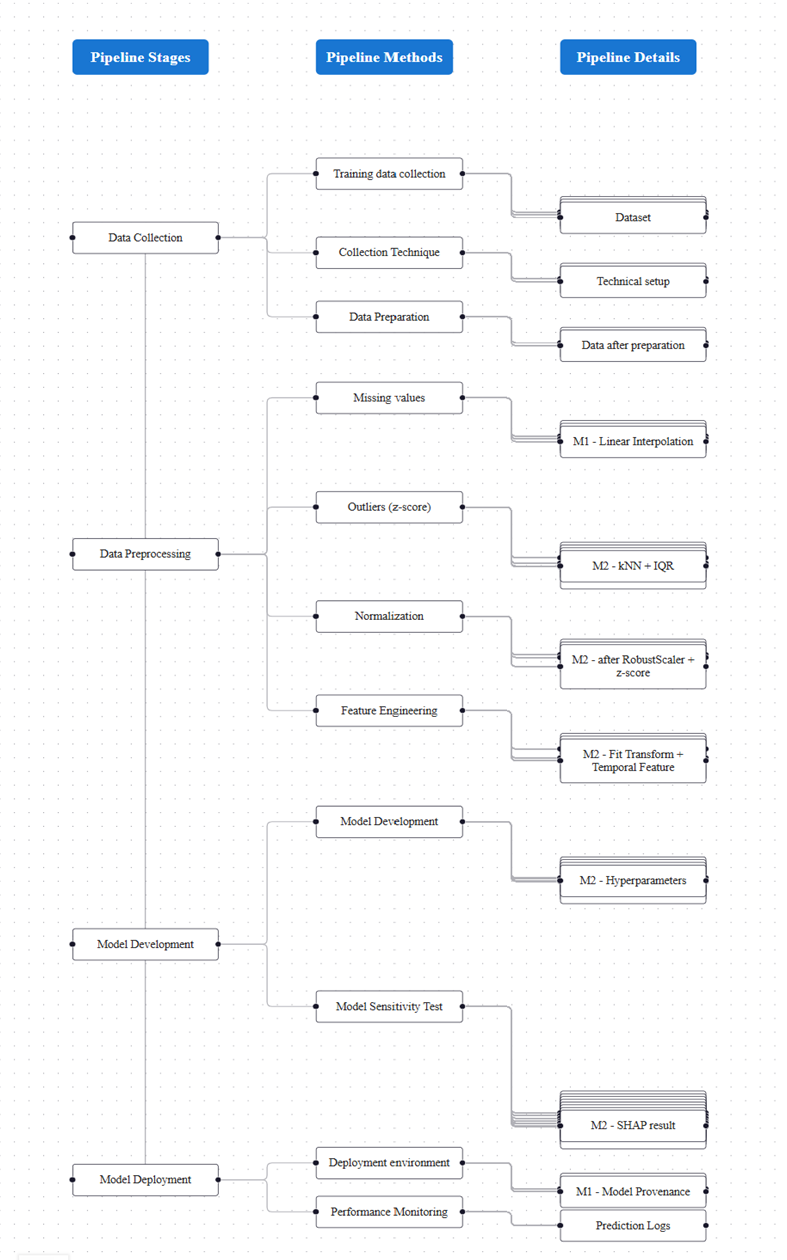 Pipeline Stages
Pipeline Methods
Pipeline Details
Training data collection
Dataset
Data Collection
Collection Technique
Technical setup
Data Preparation
Data after preparation
Missing values
M1 - Linear Interpolation
Outliers (z-score)
Data Preprocessing
M2 - kNN + IQR
Normalization
M2 - after RobustScaler +
z-score
Feature Engineering
M2 - Fit Transform +
Temporal Feature
Model Development
M2 - Hyperparameters
Model Development
Model Sensitivity Test
M2 - SHAP result
Deployment environment
Model Deployment
M1 - Model Provenance
Performance Monitoring
Prediction Logs